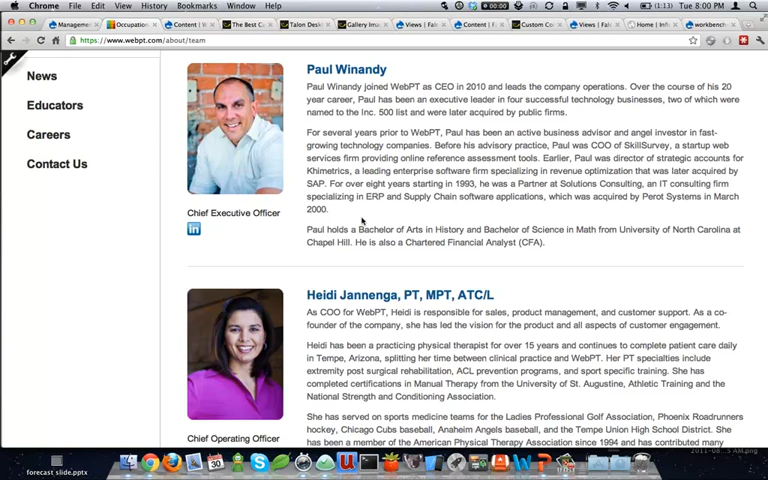 Chrome File Edit View History Bookmarks Window Help
(1:13) Tue 8:00 PM
Management Occupation Content | W The Best C Talon Desk Gallery Ima Views | Fal Content | F Custom Co Views | Fal Home | Info workbench
https://www.webpt.com/about/team
News
Educators
Careers
Contact Us
Paul Winandy
Paul Winandy joined WebPT as CEO in 2010 and leads the company operations. Over the course of his 20
year career, Paul has been an executive leader in four successful technology businesses, two of which were
named to the Inc. 500 list and were later acquired by public firms.
For several years prior to WebPT, Paul has been an active business advisor and angel investor in fast-
growing technology companies. Before his advisory practice, Paul was COO of SkillSurvey, a startup web
services firm providing online reference assessment tools. Earlier, Paul was director of strategic accounts for
Khimetrics, a leading enterprise software firm specializing in revenue optimization that was later acquired by
SAP. For over eight years starting in 1993, he was a Partner at Solutions Consulting, an IT consulting firm
specializing in ERP and Supply Chain software applications, which was acquired by Perot Systems in March
2000.
Paul holds a Bachelor of Arts in History and Bachelor of Science in Math from University of North Carolina at
Chapel Hill. He is also a Chartered Financial Analyst (CFA).
Chief Executive Officer
in
Heidi Jannenga, PT, MPT, ATC/L
As COO for WebPT, Heidi is responsible for sales, product management, and customer support. As a co-
founder of the company, she has led the vision for the product and all aspects of customer engagement.
Heidi has been a practicing physical therapist for over 15 years and continues to complete patient care daily
in Tempe, Arizona, splitting her time between clinical practice and WebPT. Her PT specialties include
extremity post surgical rehabilitation, ACL prevention programs, and sport specific training. She has
completed certifications in Manual Therapy from the University of St. Augustine, Athletic Training and the
National Strength and Conditioning Association.
She has served on sports medicine teams for the Ladies Professional Golf Association, Phoenix Roadrunners
hockey, Chicago Cubs baseball, Anaheim Angels baseball, and the Tempe Union High School District. She
has been a member of the American Physical Therapy Association since 1994 and has contributed many
Chief Operating Officer
forecast slide.pptx